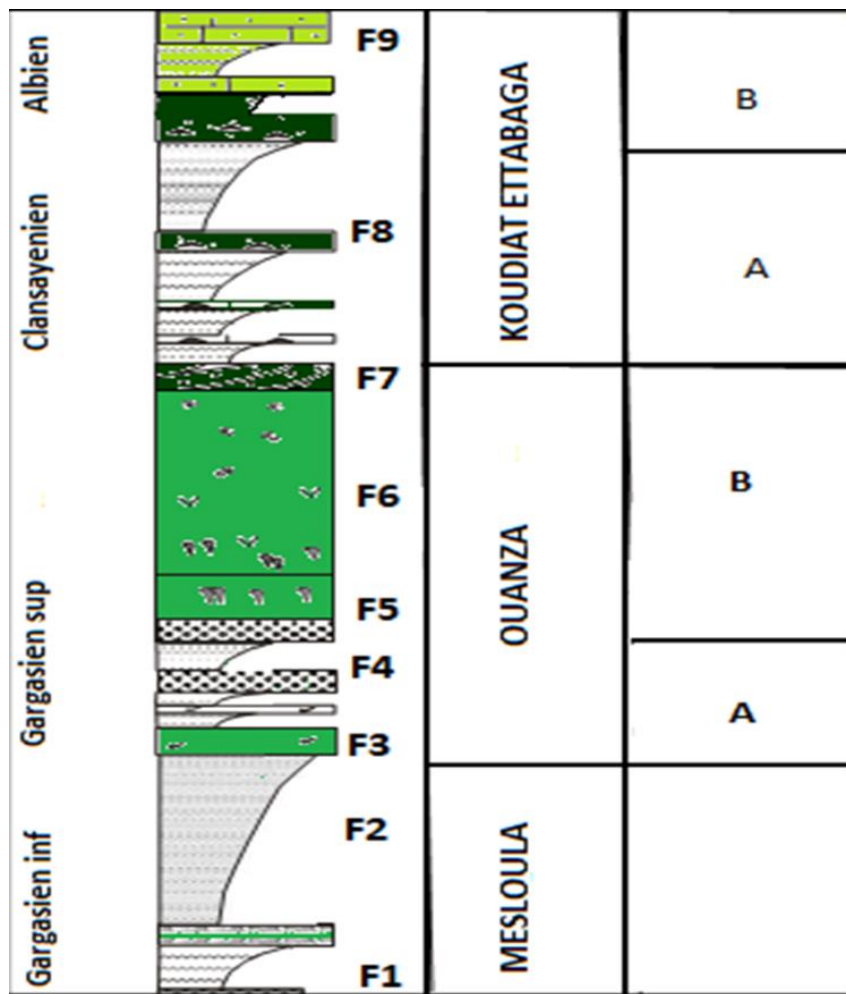 Albien
Clansayenien
Gargasien sup
Gargasien inf
F9
F8
F7
F6
F5
F4
F3
F2
F1
KOUDIAT ETTABAGA
OUANZA
MESLOULA
B
A
B
A